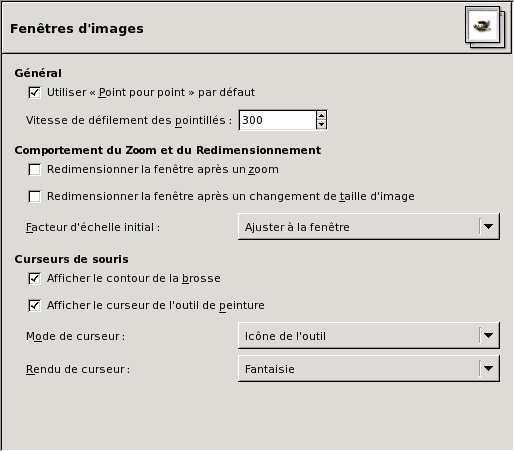 Fenêtres d'images
Général
Utiliser « Point pour point » par défaut
Vitesse de défilement des pointillés : 300
Comportement du Zoom et du Redimensionnement
Redimensionner la fenêtre après un zoom
Redimensionner la fenêtre après un changement de taille d'image
Facteur d'échelle initial : Ajuster à la fenêtre
Curseurs de souris
Afficher le contour de la brosse
Afficher le curseur de l'outil de peinture
Mode de curseur : Icône de l'outil
Rendu de curseur : Fantaisie